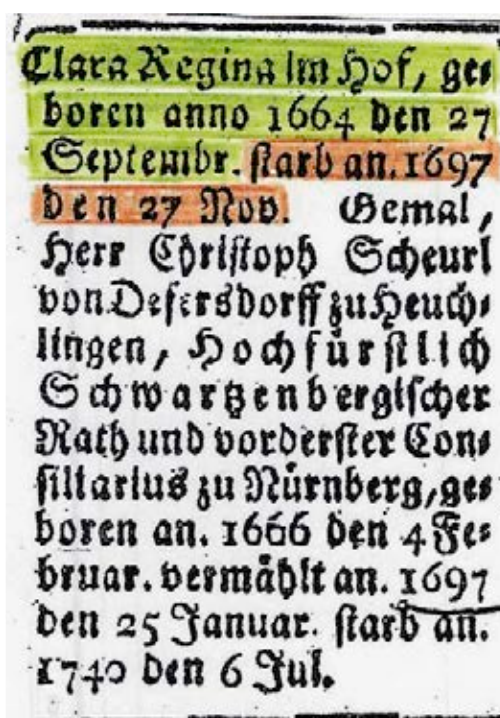 Clara Regina Im Hof, ge⸗
boren anno 1664 den 27
Septembr. starb an. 1697
den 27 Nov. Gemal,
Herr Christoph Scheurl
von Defersdorff zu Heuch⸗
lingen, Hochfürstlich
Schwartzenbergischer
Rath und vorderster Con⸗
siliarius zu Nürnberg, ge⸗
boren an. 1666 den 4 Fe⸗
bruar. vermählt an. 1697
den 25 Januar. starb an.
1740 den 6 Jul.